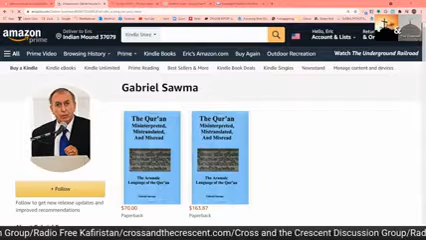 amazon
prime
Deliver to Eric
Indian Mound 37079
Kindle Store
Hello, Eric
Account & Lists
Returns
& O
All
Prime Video
Browsing History
Prime
Kindle Books
Eric's Amazon.com
Buy Again
Outdoor Recreation
Watch The Underground Railroad
Buy a Kindle
Kindle eBooks
Kindle Unlimited
Prime Reading
Best Sellers & More
Kindle Book Deals
Kindle Singles
Newsstand
Manage content and devices
Gabriel Sawma
The Qur'an
Misinterpreted,
Mistranslated,
And Misread
The Aramaic
Language of the Qur'an
The Qur'an
Misinterpreted,
Mistranslated,
And Misread
The Aramaic
Language of the Qur'an
+ Follow
$70.00
Paperback
Paperback
Follow to get new release updates and
improved recommendations
n Group/Radio Free Kafiristan/crossandthecrescent.com/Cross and the Crescent Discussion Group/Rad